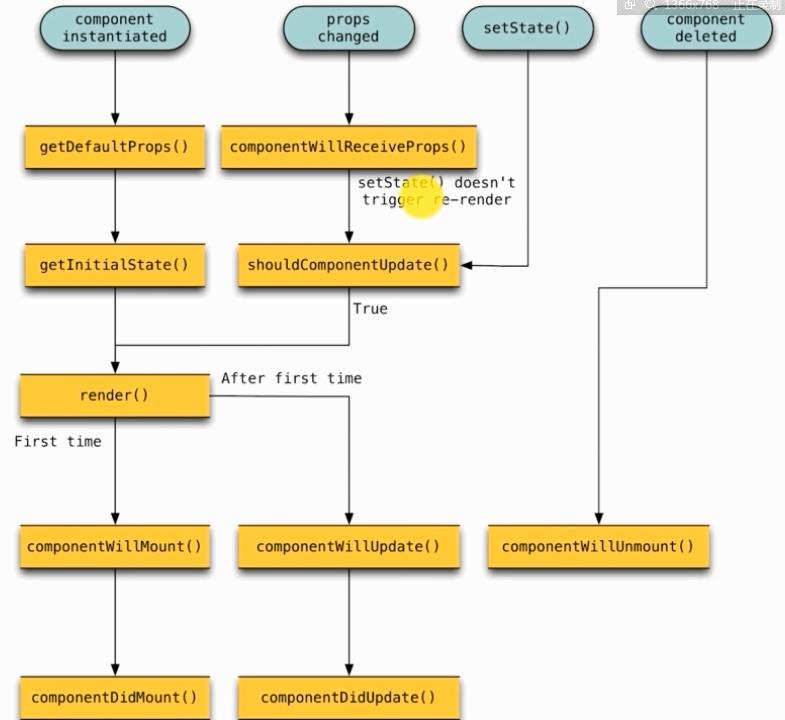 1366x768 正在录制
component
instantiated
props
changed
setState()
component
deleted
getDefaultProps()
componentWillReceiveProps()
setState() doesn't
trigger re-render
getInitialState()
shouldComponentUpdate()
True
render()
After first time
First time
componentWillMount()
componentWillUpdate()
componentWillUnmount()
componentDidMount()
componentDidUpdate()